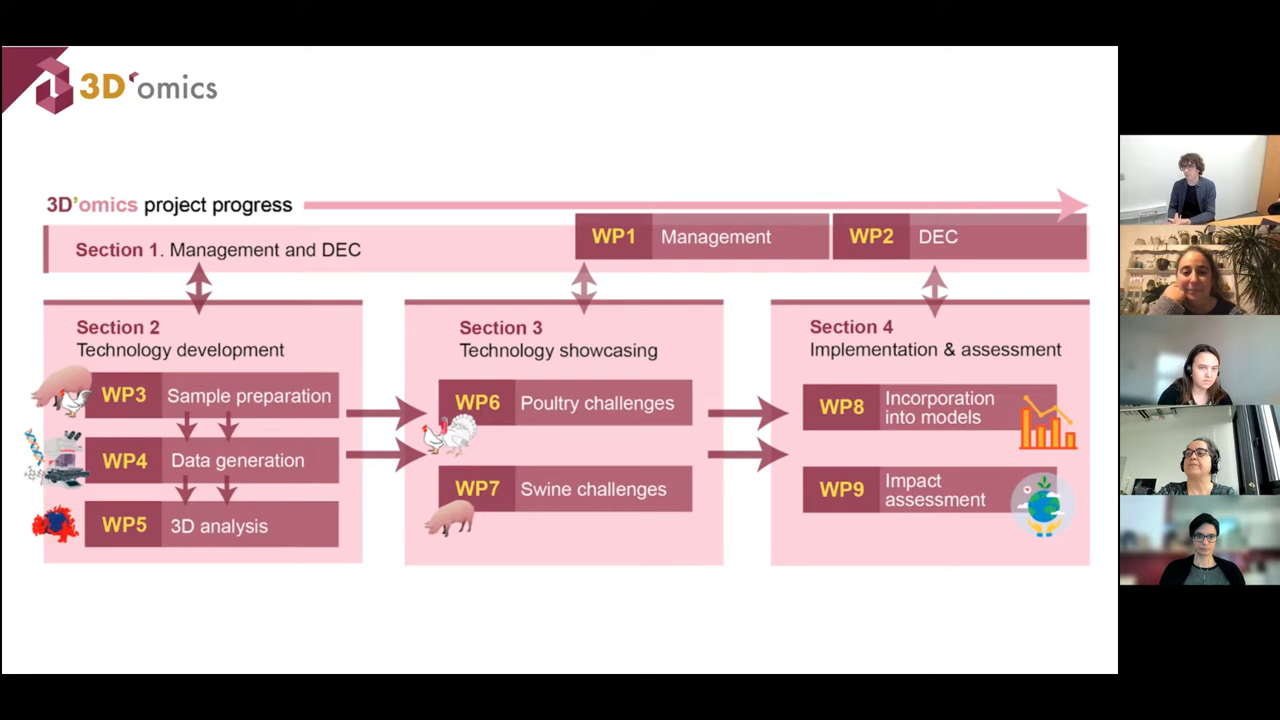 3D'omics
3D'omics project progress
Section 1. Management and DEC
WP1 Management
WP2 DEC
Section 2
Technology development
WP3 Sample preparation
WP4 Data generation
WP5 3D analysis
Section 3
Technology showcasing
WP6 Poultry challenges
WP7 Swine challenges
Section 4
Implementation & assessment
WP8 Incorporation
into models
WP9 Impact
assessment